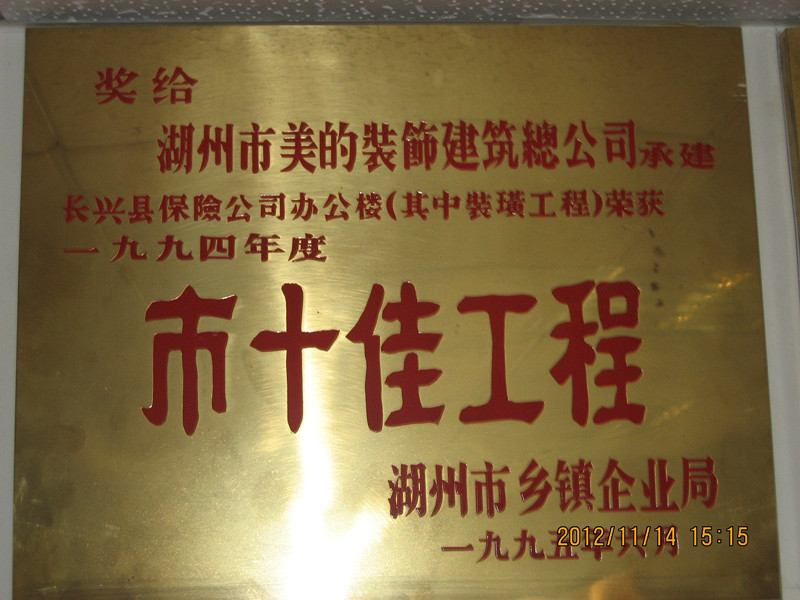 奖给
湖州市美的裝飾建筑總公司承建
长兴县保險公司办公楼(其中裝璜工程)荣获
一九九四年度
市十佳工程
湖州市乡镇企业局
一九九五年六月
2012/11/14 15:15